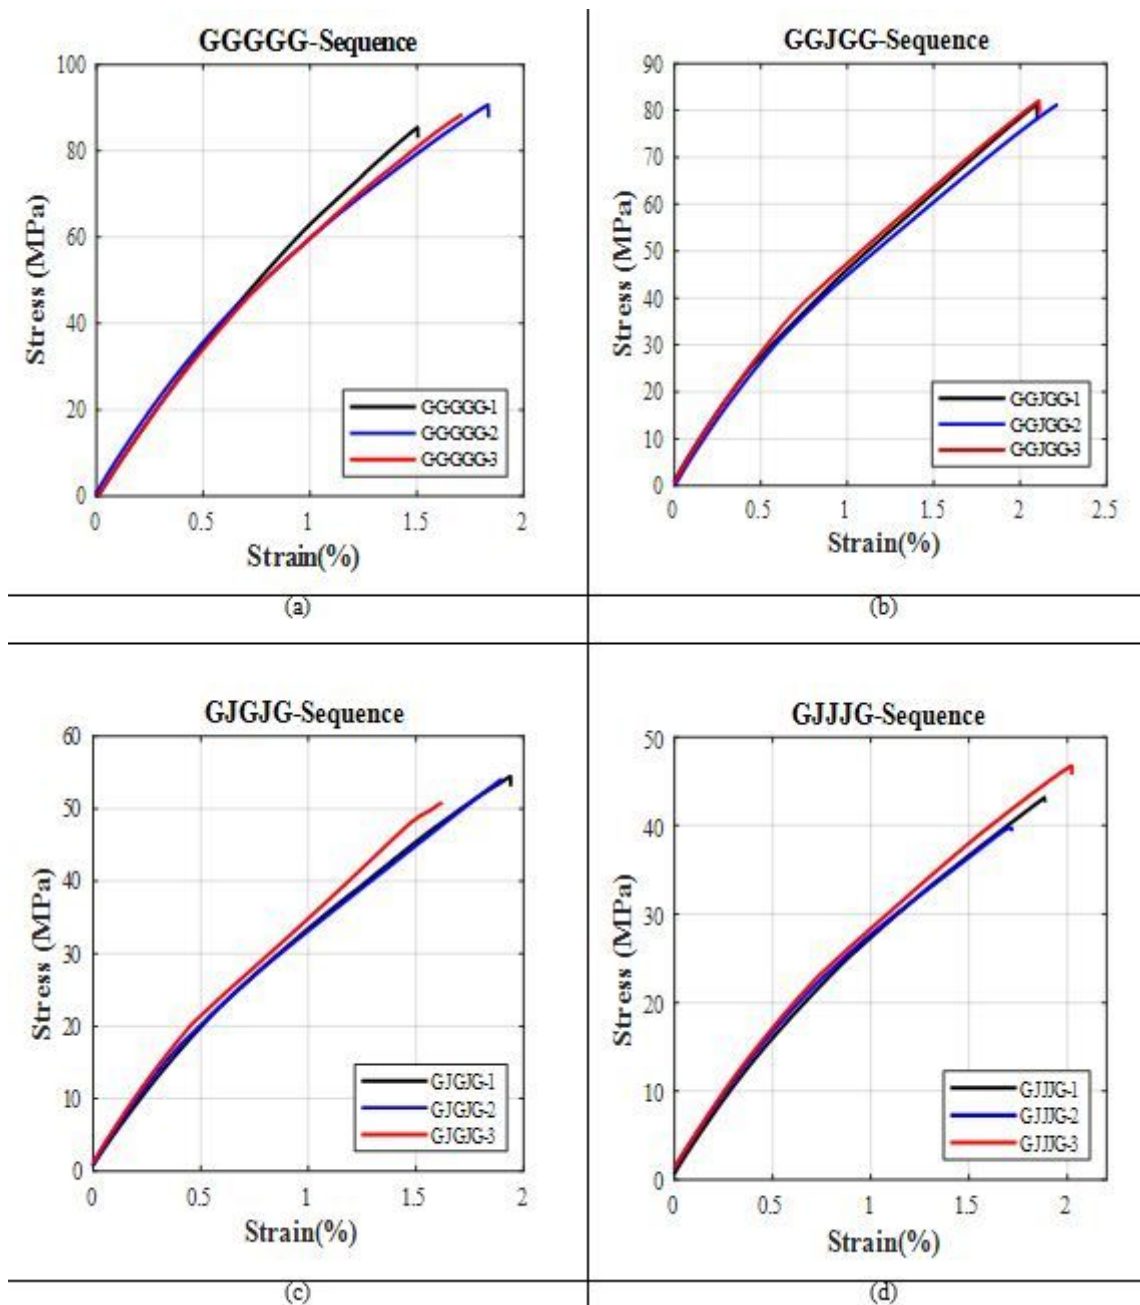 GGGGG-Sequence
100
80
60
40
20
0
Stress (MPa)
GGGGG-1
GGGGG-2
GGGGG-3
0 0.5 1 1.5 2
Strain(%)
(a)
GGJGG-Sequence
90
80
70
60
50
40
30
20
10
0
Stress (MPa)
GGJGG-1
GGJGG-2
GGJGG-3
0 0.5 1 1.5 2 2.5
Strain(%)
(b)
GJGJG-Sequence
60
50
40
30
20
10
0
Stress (MPa)
GJGJG-1
GJGJG-2
GJGJG-3
0 0.5 1 1.5 2
Strain(%)
(c)
GJJJG-Sequence
50
40
30
20
10
0
Stress (MPa)
GJJJG-1
GJJJG-2
GJJJG-3
0 0.5 1 1.5 2
Strain(%)
(d)